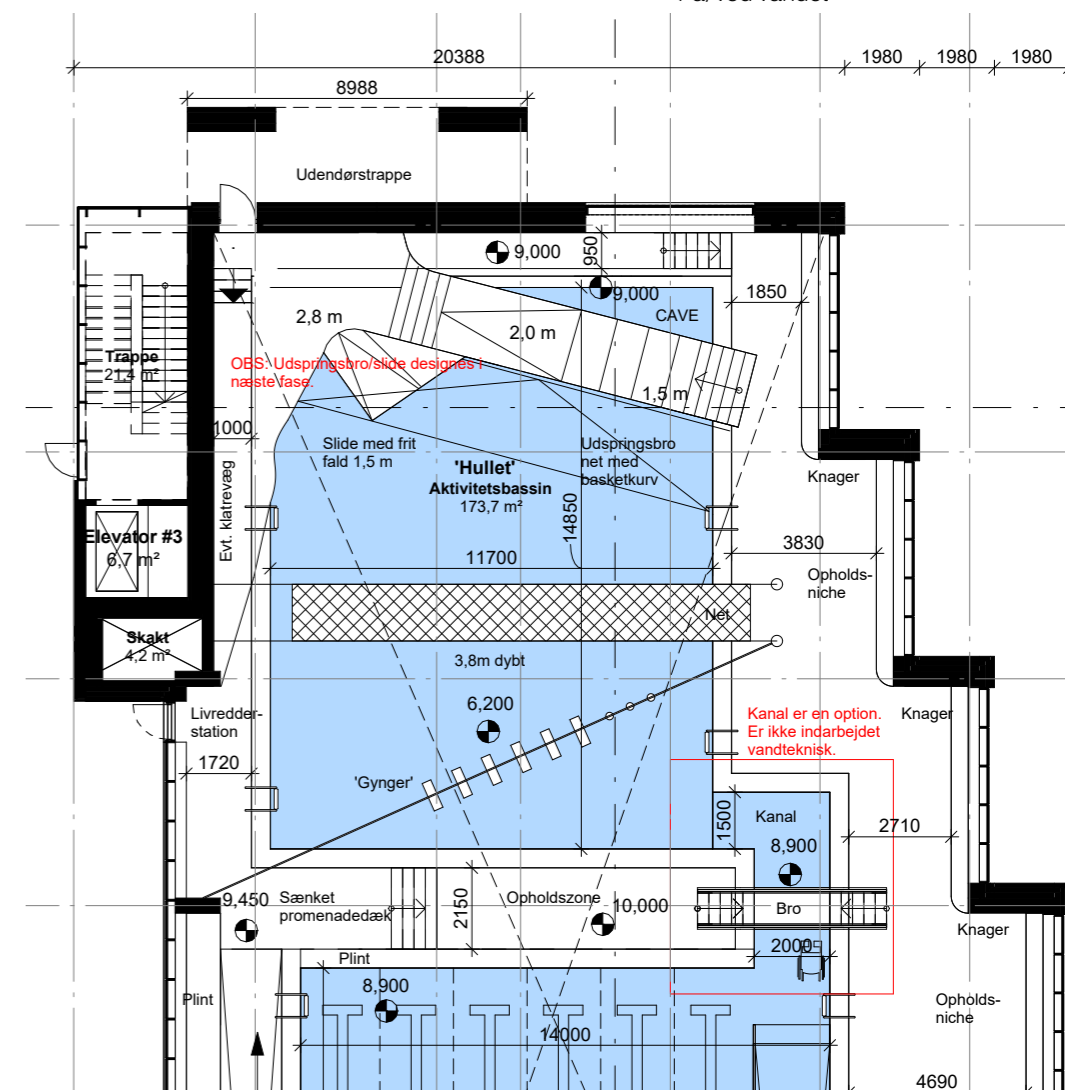 20388
1980
1980
1980
8988
Udendørstrappe
9,000
950
9,000
1850
CAVE
2,8 m
2,0 m
Trappe
21,4 m²
OBS: Udspringsbro/slide designes i
næste fase.
1,5 m
1000
Slide med frit
fald 1,5 m
Udspringsbro
net med
basketkurv
'Hullet'
Aktivitetsbassin
173,7 m²
Knager
Evt. klatrevæg
14850
Elevator #3
6,7 m²
11700
3830
Opholds-
niche
Net
Skakt
4,2 m²
3,8m dybt
6,200
Livredder-
station
Kanal er en option.
Er ikke indarbejdet
vandteknisk.
Knager
1720
'Gynger'
1500
Kanal
2710
8,900
9,450
Sænket
promenadedæk
2150
Opholdszone
10,000
Bro
Knager
2000
Plint
8,900
Plint
Opholds-
niche
14000
4690